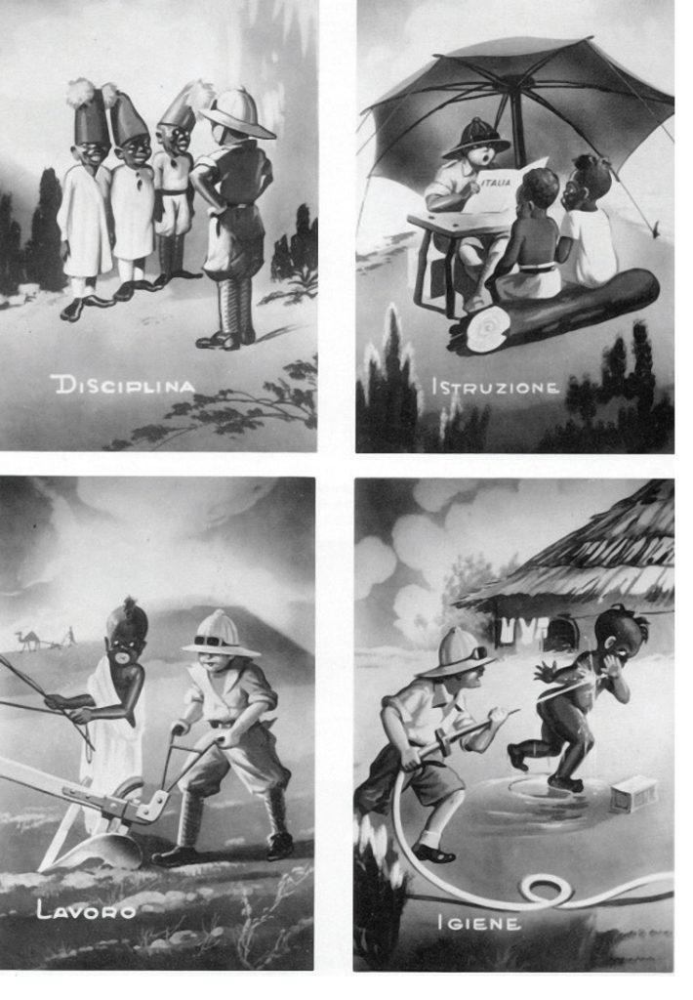 DISCIPLINA
ITALIA
ISTRUZIONE
LAVORO
IGIENE